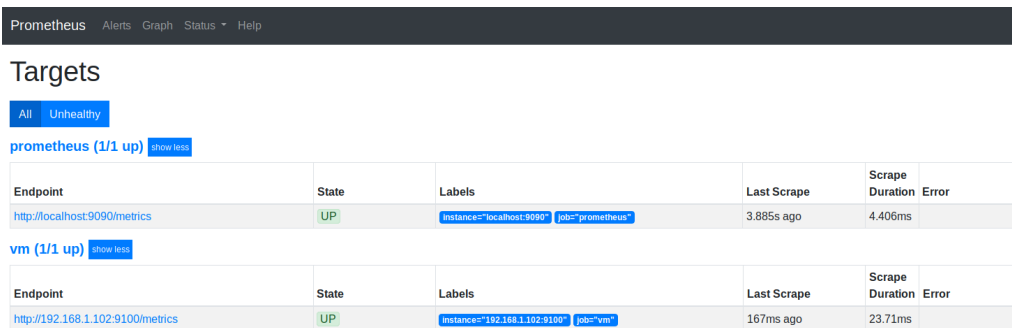 Prometheus Alerts Graph Status Help
Targets
All Unhealthy
prometheus (1/1 up) show less
Endpoint State Labels Last Scrape Scrape Duration Error
http://localhost:9090/metrics UP instance="localhost:9090" job="prometheus" 3.885s ago 4.406ms
vm (1/1 up) show less
Endpoint State Labels Last Scrape Scrape Duration Error
http://192.168.1.102:9100/metrics UP instance="192.168.1.102:9100" job="vm" 167ms ago 23.71ms